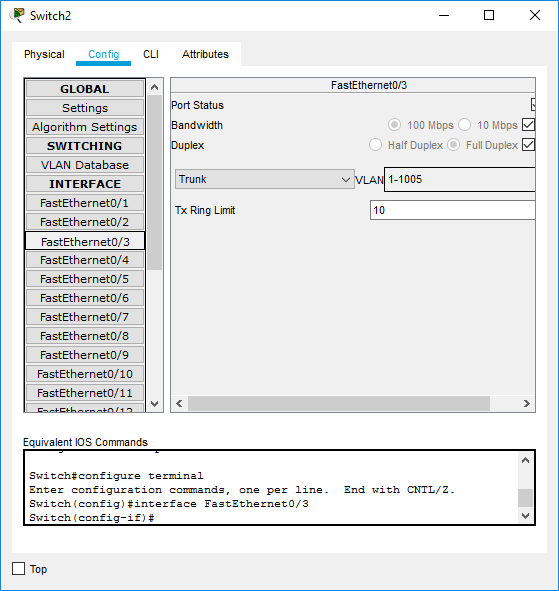 Switch2
Physical Config CLI Attributes
GLOBAL
Settings
Algorithm Settings
SWITCHING
VLAN Database
INTERFACE
FastEthernet0/1
FastEthernet0/2
FastEthernet0/3
FastEthernet0/4
FastEthernet0/5
FastEthernet0/6
FastEthernet0/7
FastEthernet0/8
FastEthernet0/9
FastEthernet0/10
FastEthernet0/11
FastEthernet0/12
FastEthernet0/3
Port Status
Bandwidth 100 Mbps 10 Mbps
Duplex Half Duplex Full Duplex
Trunk VLAN 1-1005
Tx Ring Limit 10
Equivalent IOS Commands
Switch#configure terminal
Enter configuration commands, one per line. End with CNTL/Z.
Switch(config)#interface FastEthernet0/3
Switch(config-if)#
Top